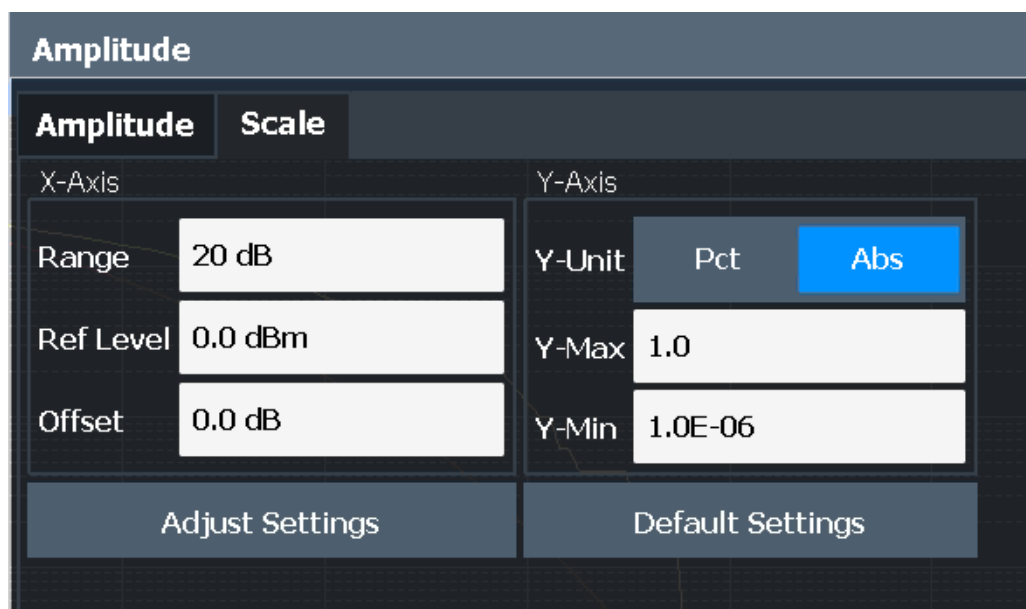 Amplitude
Amplitude Scale
X-Axis Y-Axis
Range 20 dB Y-Unit Pct Abs
Ref Level 0.0 dBm Y-Max 1.0
Offset 0.0 dB Y-Min 1.0E-06
Adjust Settings Default Settings